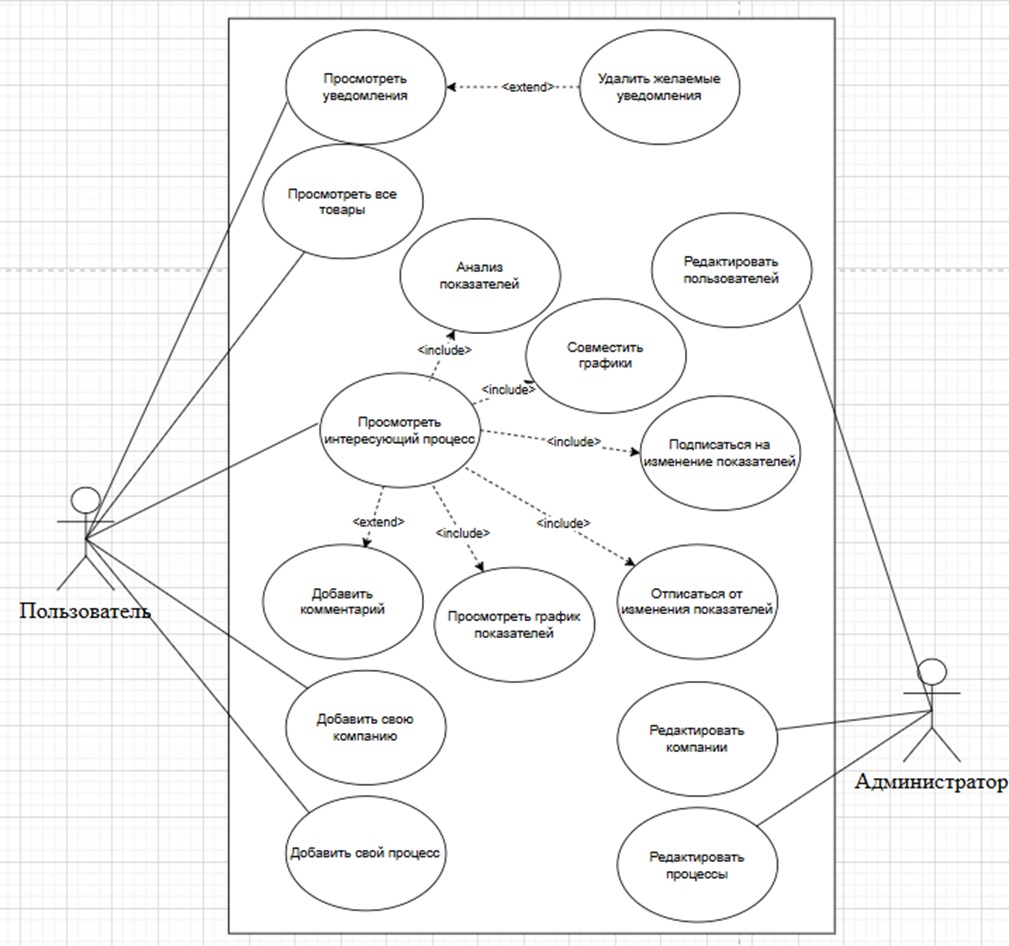 Просмотреть
уведомления
<extend>
Удалить желаемые
уведомления
Просмотреть все
товары
Анализ
показателей
Редактировать
пользователей
<include>
Совместить
графики
<include>
Просмотреть
интересующий процесс
<include>
Подписаться на
изменение показателей
<extend>
<include>
<include>
Добавить
комментарий
Просмотреть график
показателей
Отписаться от
изменения показателей
Пользователь
Добавить свою
компанию
Редактировать
компании
Администратор
Добавить свой процесс
Редактировать
процессы